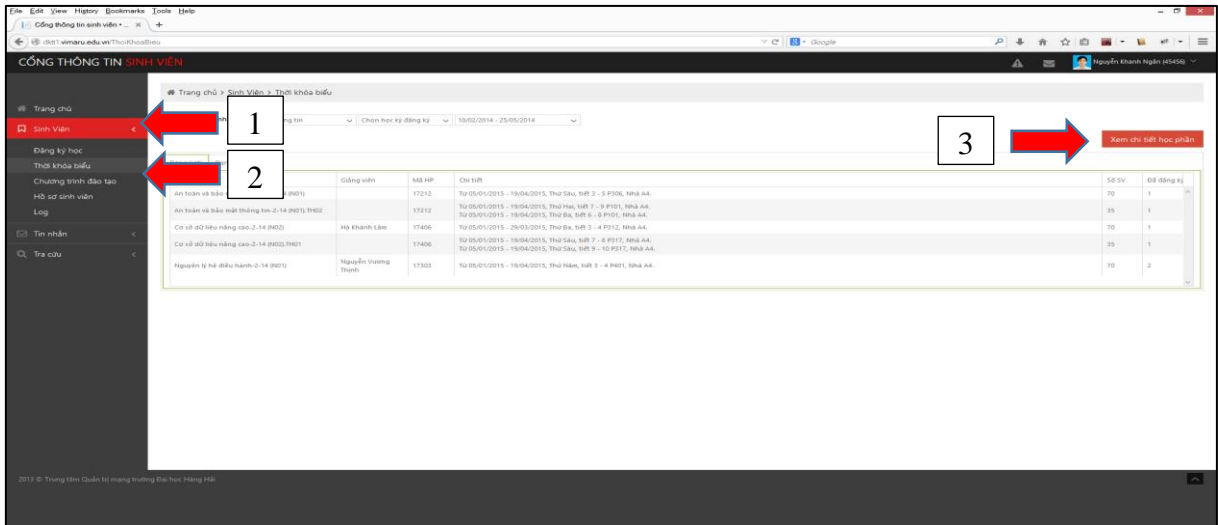 File Edit View History Bookmarks Tools Help
Cổng thông tin sinh viên • ... × +
dktt1.vimaru.edu.vn/ThoiKhoaBieu
Google
CỔNG THÔNG TIN SINH VIÊN
Nguyễn Khanh Ngân (45456)
Trang chủ > Sinh Viên > Thời khóa biểu
Trang chủ
Sinh Viên
Đăng ký học
Thời khóa biểu
Chương trình đào tạo
Hồ sơ sinh viên
Log
Tin nhắn
Tra cứu
1
2
3
Chọn học kỳ đăng ký 10/02/2014 - 25/05/2014
Xem chi tiết học phần
Giảng viên Mã HP Chi tiết Số SV Đã đăng ký
An toàn và bảo (N01) 17212 Từ 05/01/2015 - 19/04/2015, Thứ Sáu, tiết 3 - 5 P306, Nhà A4. 70 1
An toàn và bảo mật thông tin-2-14 (N01).TH02 17212 Từ 05/01/2015 - 19/04/2015, Thứ Hai, tiết 7 - 9 P101, Nhà A4. 35 1
Từ 05/01/2015 - 19/04/2015, Thứ Ba, tiết 6 - 8 P101, Nhà A4.
Cơ sở dữ liệu nâng cao-2-14 (N02) Hà Khánh Lâm 17406 Từ 05/01/2015 - 29/03/2015, Thứ Ba, tiết 3 - 4 P312, Nhà A4. 70 1
Cơ sở dữ liệu nâng cao-2-14 (N02).TH01 17406 Từ 05/01/2015 - 19/04/2015, Thứ Sáu, tiết 7 - 8 P317, Nhà A4. 35 1
Từ 05/01/2015 - 19/04/2015, Thứ Sáu, tiết 9 - 10 P317, Nhà A4.
Nguyên lý hệ điều hành-2-14 (N01) Nguyễn Vương Thịnh 17303 Từ 05/01/2015 - 19/04/2015, Thứ Năm, tiết 3 - 4 P401, Nhà A4. 70 2
2013 © Trung tâm Quản trị mạng trường Đại học Hàng Hải